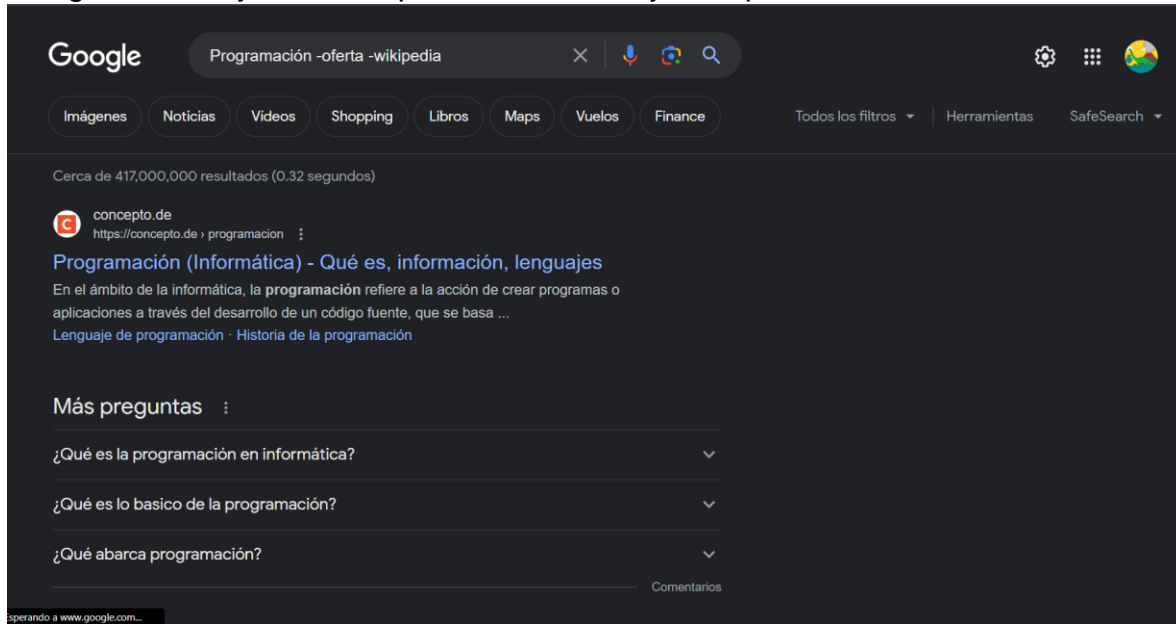 Google
Programación -oferta -wikipedia
Imágenes Noticias Videos Shopping Libros Maps Vuelos Finance Todos los filtros Herramientas SafeSearch
Cerca de 417,000,000 resultados (0.32 segundos)
concepto.de
https://concepto.de › programacion
Programación (Informática) - Qué es, información, lenguajes
En el ámbito de la informática, la programación refiere a la acción de crear programas o
aplicaciones a través del desarrollo de un código fuente, que se basa ...
Lenguaje de programación · Historia de la programación
Más preguntas
¿Qué es la programación en informática?
¿Qué es lo basico de la programación?
¿Qué abarca programación?
Comentarios
Esperando a www.google.com...